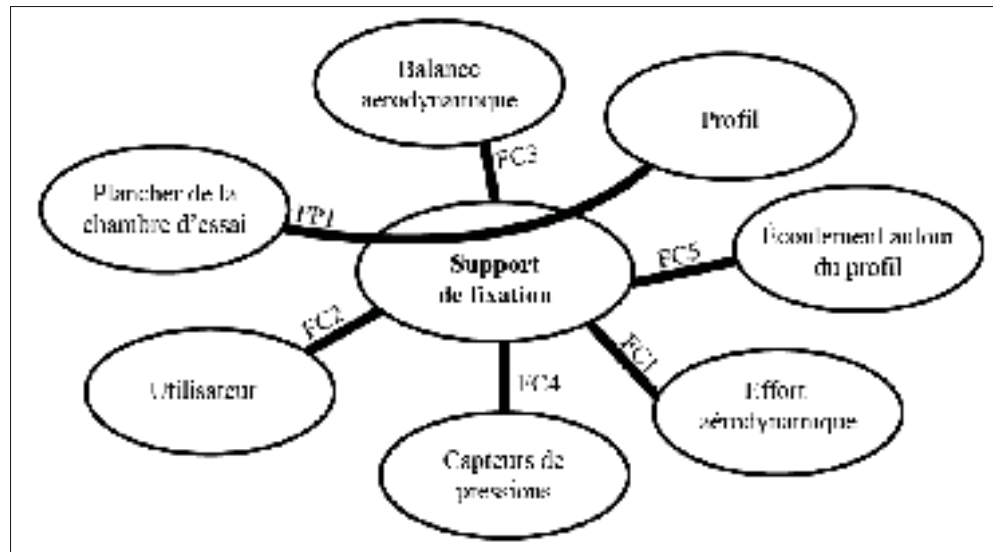 Balance
aérodynamique
Profil
FC3
Plancher de la
chambre d'essai
FP1
Écoulement autour
du profil
FC5
Support
de fixation
FC2
FC1
Utilisateur
FC4
Effort
aérodynamique
Capteurs de
pressions